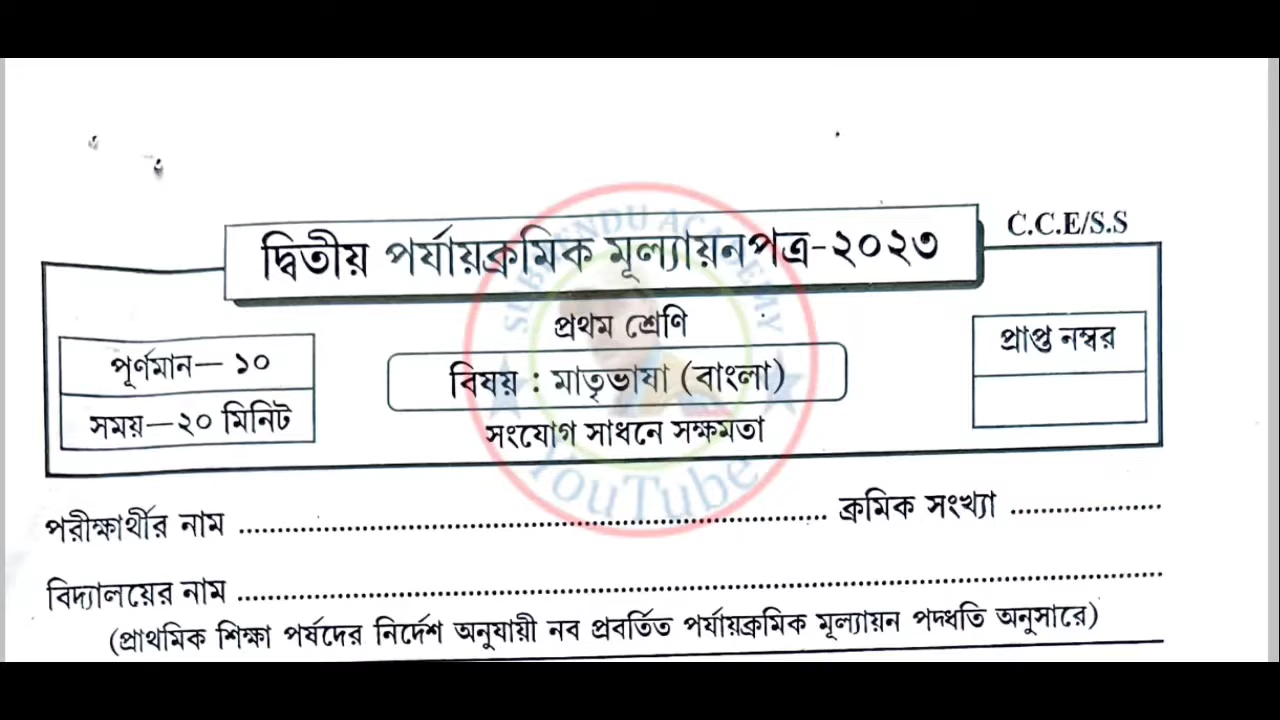 C.C.E/S.S
দ্বিতীয় পর্যায়ক্রমিক মূল্যায়নপত্র-২০২৩
প্রথম শ্রেণি
পূর্ণমান— ১০
প্রাপ্ত নম্বর
বিষয় : মাতৃভাষা (বাংলা)
সময়—২০ মিনিট
সংযোগ সাধনে সক্ষমতা
পরীক্ষার্থীর নাম .......... ক্রমিক সংখ্যা ..........
বিদ্যালয়ের নাম ..........
(প্রাথমিক শিক্ষা পর্ষদের নির্দেশ অনুযায়ী নব প্রবর্তিত পর্যায়ক্রমিক মূল্যায়ন পদ্ধতি অনুসারে)
YouTube